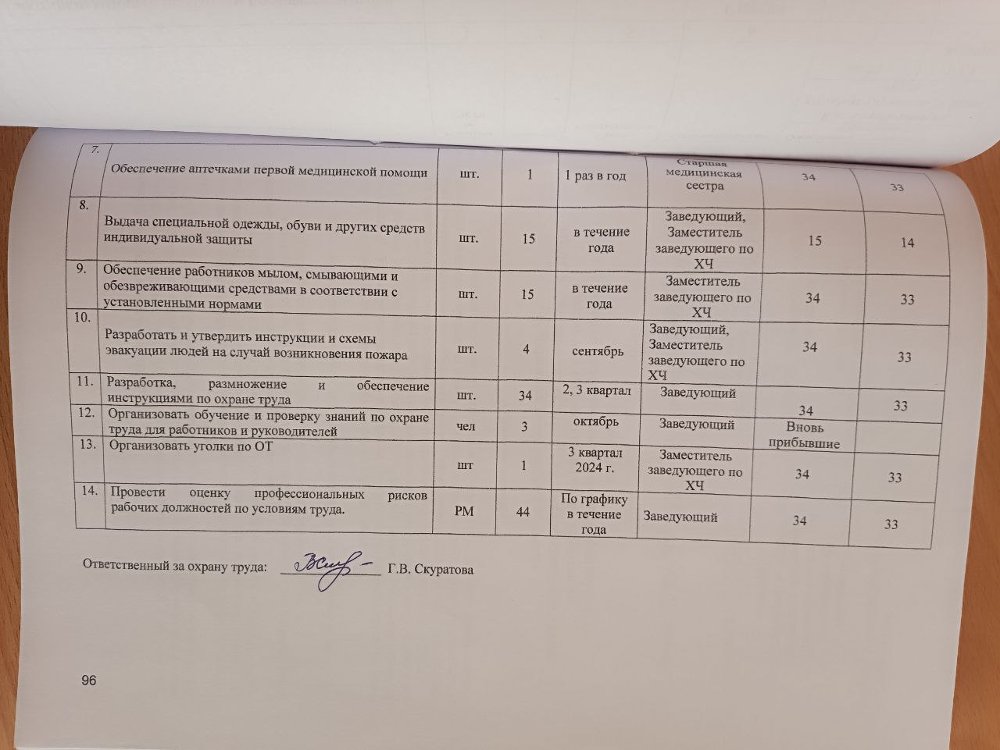 7.
Обеспечение аптечками первой медицинской помощи
шт.
1
1 раз в год
Старшая
медицинская
сестра
34
33
8.
Выдача специальной одежды, обуви и других средств
индивидуальной защиты
шт.
15
в течение
года
Заведующий,
Заместитель
заведующего по
ХЧ
15
14
9.
Обеспечение работников мылом, смывающими и
обезвреживающими средствами в соответствии с
установленными нормами
шт.
15
в течение
года
Заместитель
заведующего по
ХЧ
34
33
10.
Разработать и утвердить инструкции и схемы
эвакуации людей на случай возникновения пожара
шт.
4
сентябрь
Заведующий,
Заместитель
заведующего по
ХЧ
34
33
11.
Разработка, размножение и обеспечение
инструкциями по охране труда
шт.
34
2, 3 квартал
Заведующий
34
33
12.
Организовать обучение и проверку знаний по охране
труда для работников и руководителей
чел
3
октябрь
Заведующий
Вновь
прибывшие
13.
Организовать уголки по ОТ
шт
1
3 квартал
2024 г.
Заместитель
заведующего по
ХЧ
34
33
14.
Провести оценку профессиональных рисков
рабочих должностей по условиям труда.
РМ
44
По графику
в течение
года
Заведующий
34
33
Ответственный за охрану труда: Г.В. Скуратова
96